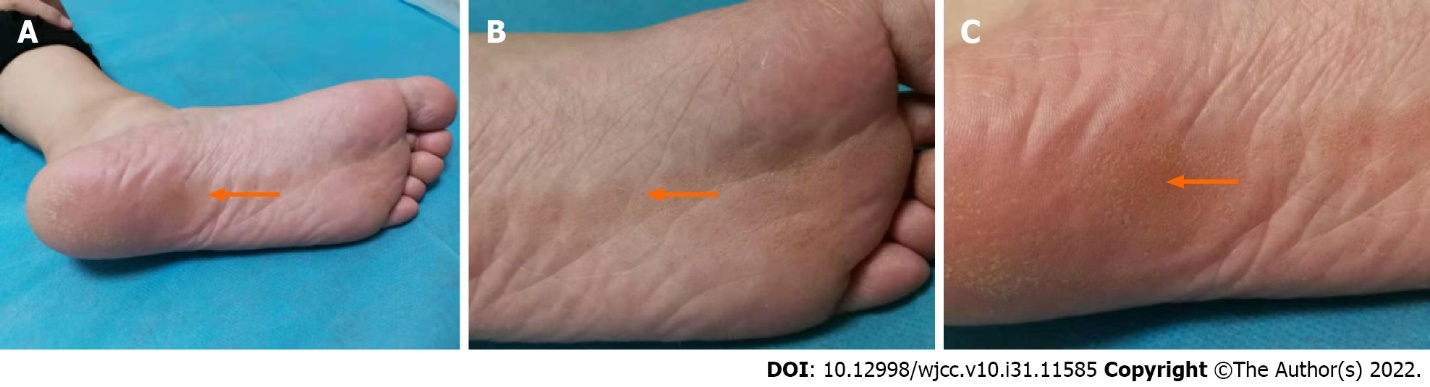 A
B
C
DOI: 10.12998/wjcc.v10.i31.11585 Copyright ©The Author(s) 2022.